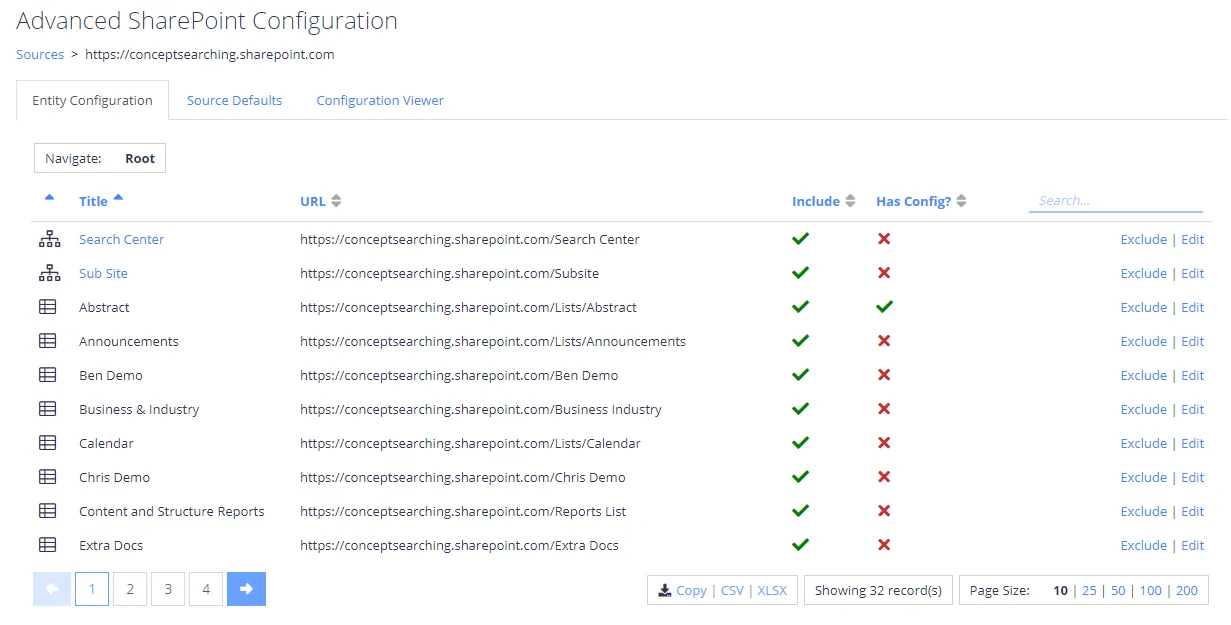 Advanced SharePoint Configuration
Sources > https://conceptsearching.sharepoint.com
Entity Configuration Source Defaults Configuration Viewer
Navigate: Root
Title URL Include Has Config? Search...
Search Center https://conceptsearching.sharepoint.com/Search Center Exclude | Edit
Sub Site https://conceptsearching.sharepoint.com/Subsite Exclude | Edit
Abstract https://conceptsearching.sharepoint.com/Lists/Abstract Exclude | Edit
Announcements https://conceptsearching.sharepoint.com/Lists/Announcements Exclude | Edit
Ben Demo https://conceptsearching.sharepoint.com/Ben Demo Exclude | Edit
Business & Industry https://conceptsearching.sharepoint.com/Business Industry Exclude | Edit
Calendar https://conceptsearching.sharepoint.com/Lists/Calendar Exclude | Edit
Chris Demo https://conceptsearching.sharepoint.com/Chris Demo Exclude | Edit
Content and Structure Reports https://conceptsearching.sharepoint.com/Reports List Exclude | Edit
Extra Docs https://conceptsearching.sharepoint.com/Extra Docs Exclude | Edit
1 2 3 4 Copy | CSV | XLSX Showing 32 record(s) Page Size: 10 | 25 | 50 | 100 | 200